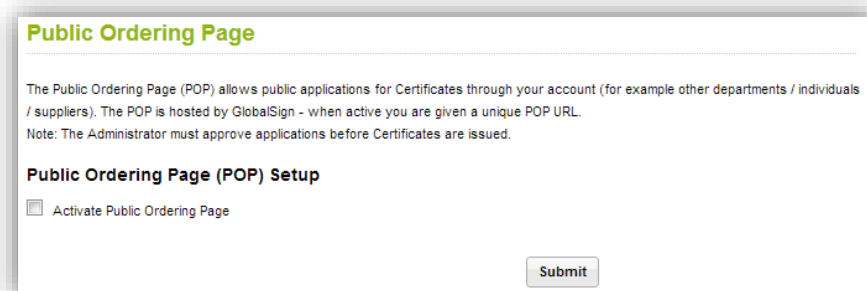 Public Ordering Page
The Public Ordering Page (POP) allows public applications for Certificates through your account (for example other departments / individuals
/ suppliers). The POP is hosted by GlobalSign - when active you are given a unique POP URL.
Note: The Administrator must approve applications before Certificates are issued.
Public Ordering Page (POP) Setup
Activate Public Ordering Page
Submit